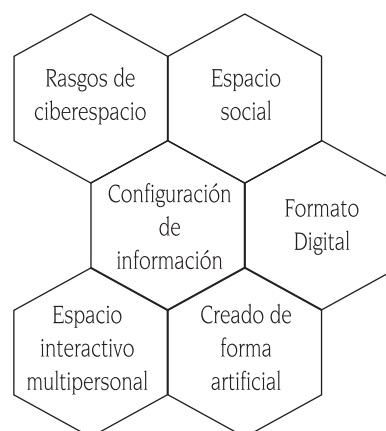 Rasgos de
ciberespacio
Espacio
social
Configuración
de
información
Formato
Digital
Espacio
interactivo
multipersonal
Creado de
forma
artificial